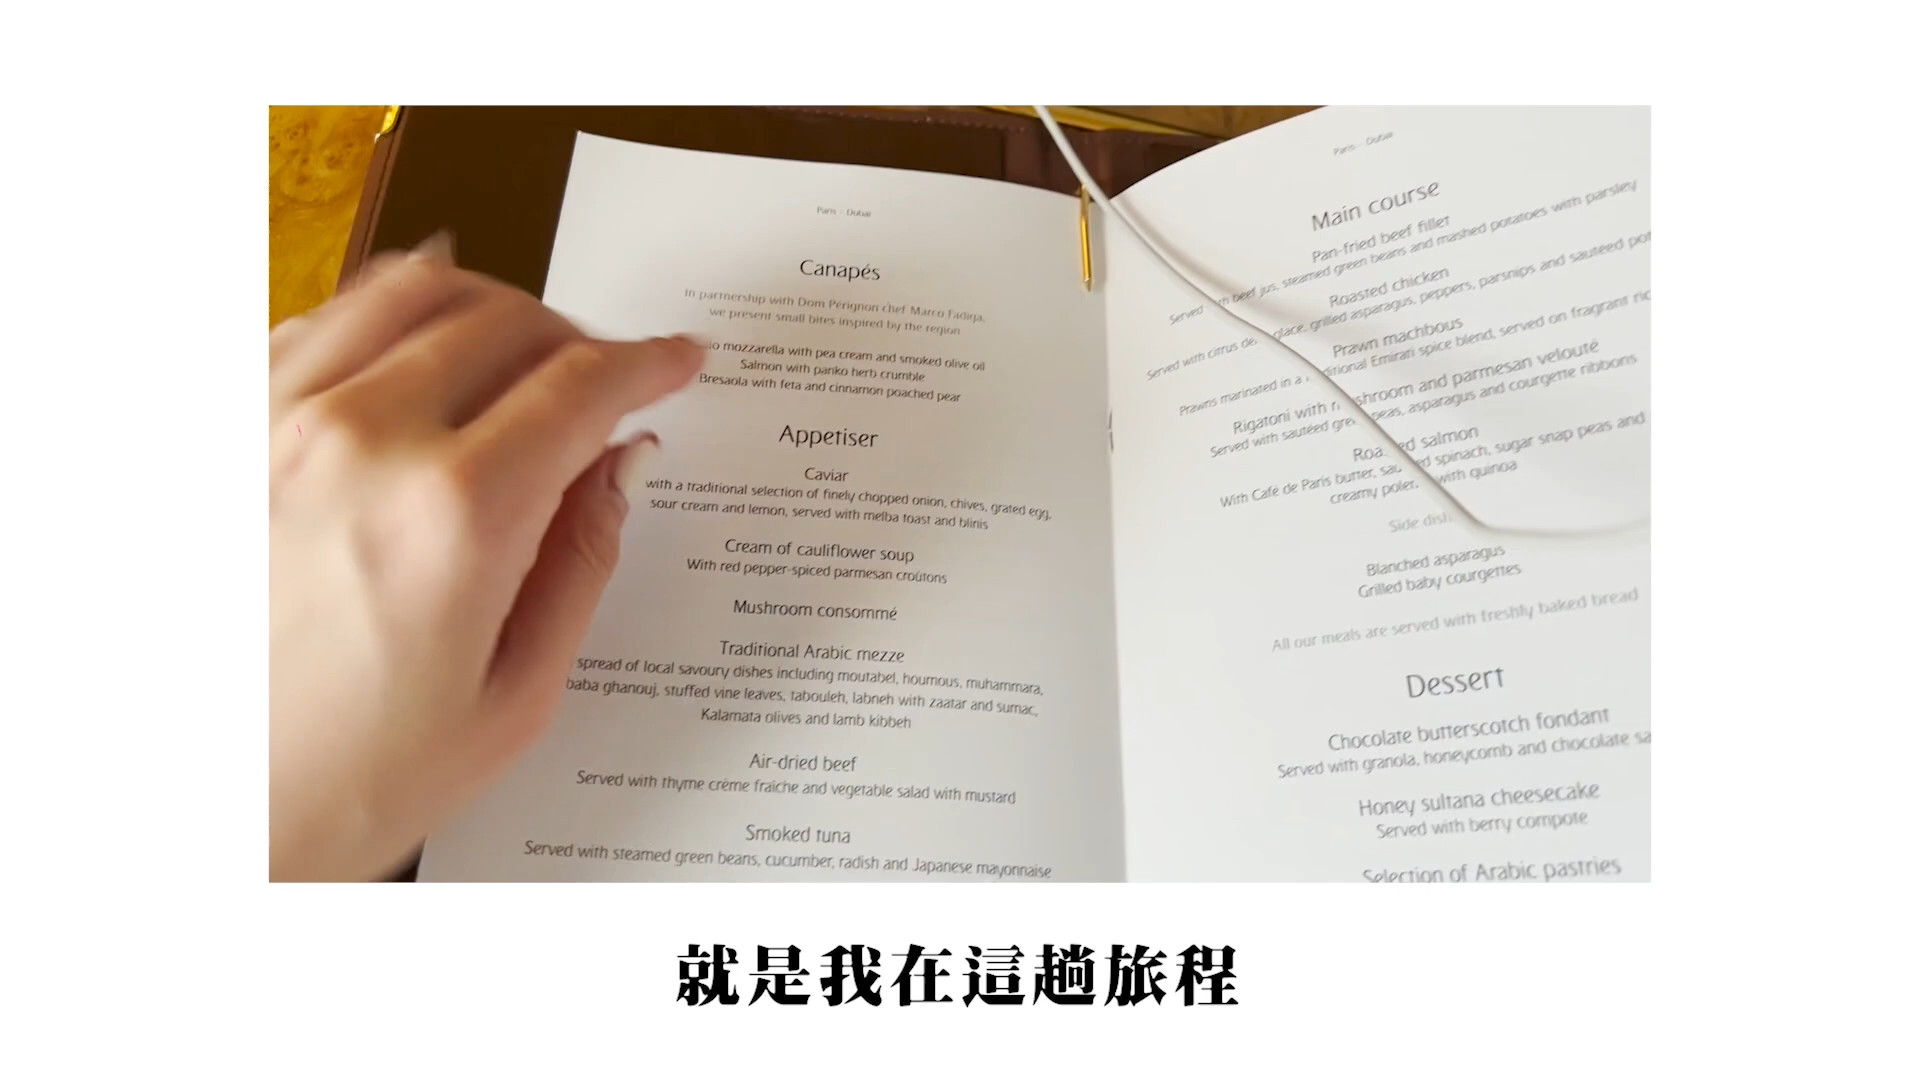 Paris - Dubai
Canapés
In partnership with Dom Pérignon chef Marco Fadiga,
we present small bites inspired by the region
mozzarella with pea cream and smoked olive oil
Salmon with panko herb crumble
Bresaola with feta and cinnamon poached pear
Appetiser
Caviar
with a traditional selection of finely chopped onion, chives, grated egg,
sour cream and lemon, served with melba toast and blinis
Cream of cauliflower soup
With red pepper-spiced parmesan croûtons
Mushroom consommé
Traditional Arabic mezze
spread of local savoury dishes including moutabel, houmous, muhammara,
baba ghanouj, stuffed vine leaves, tabouleh, labneh with zaatar and sumac,
Kalamata olives and lamb kibbeh
Air-dried beef
Served with thyme crème fraîche and vegetable salad with mustard
Smoked tuna
Served with steamed green beans, cucumber, radish and Japanese mayonnaise
Paris - Dubai
Main course
Pan-fried beef fillet
Served beef jus, steamed green beans and mashed potatoes with parsley
Roasted chicken
Served with citrus glace, grilled asparagus, peppers, parsnips and sautéed
Prawn machbous
Prawns marinated in a Emirati spice blend, served on fragrant
Rigatoni with and parmesan velouté
Served with sautéed peas, asparagus and courgette ribbons
salmon
With Café de Paris butter, spinach, sugar snap peas and
creamy with quinoa
Side
Blanched asparagus
Grilled baby courgettes
All our meals are served with freshly baked bread
Dessert
Chocolate butterscotch fondant
Served with granola, honeycomb and chocolate
Honey sultana cheesecake
Served with berry compote
Selection of Arabic pastries
就是我在這趟旅程